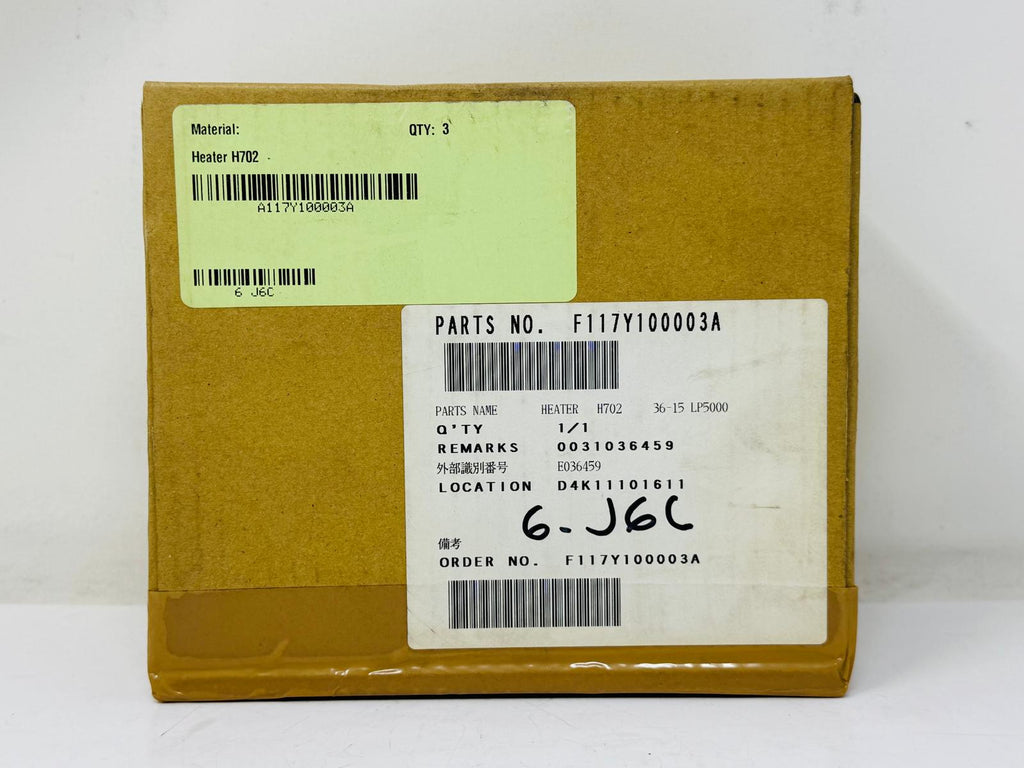 Material: QTY: 3
Heater H702
A117Y100003A
6 J6C
PARTS NO. F117Y100003A
PARTS NAME HEATER H702 36-15 LP5000
Q'TY 1/1
REMARKS 0031036459
外部識別番号 E036459
LOCATION D4K11101611
6-J6C
備考
ORDER NO. F117Y100003A